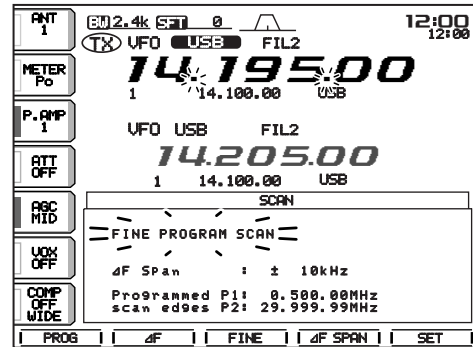 ANT 1
BW 2.4k SFT 0
12:00
12:00
TX VFO USB FIL2
METER Po
14.195.00
1 14.100.00 USB
P.AMP 1
VFO USB FIL2
14.205.00
1 14.100.00 USB
ATT OFF
AGC MID
SCAN
FINE PROGRAM SCAN
VOX OFF
⊿F SPan : ± 10kHz
COMP OFF WIDE
Programmed P1: 0.500.00MHz
scan edges P2: 29.999.99MHz
PROG ⊿F FINE ⊿F SPAN SET